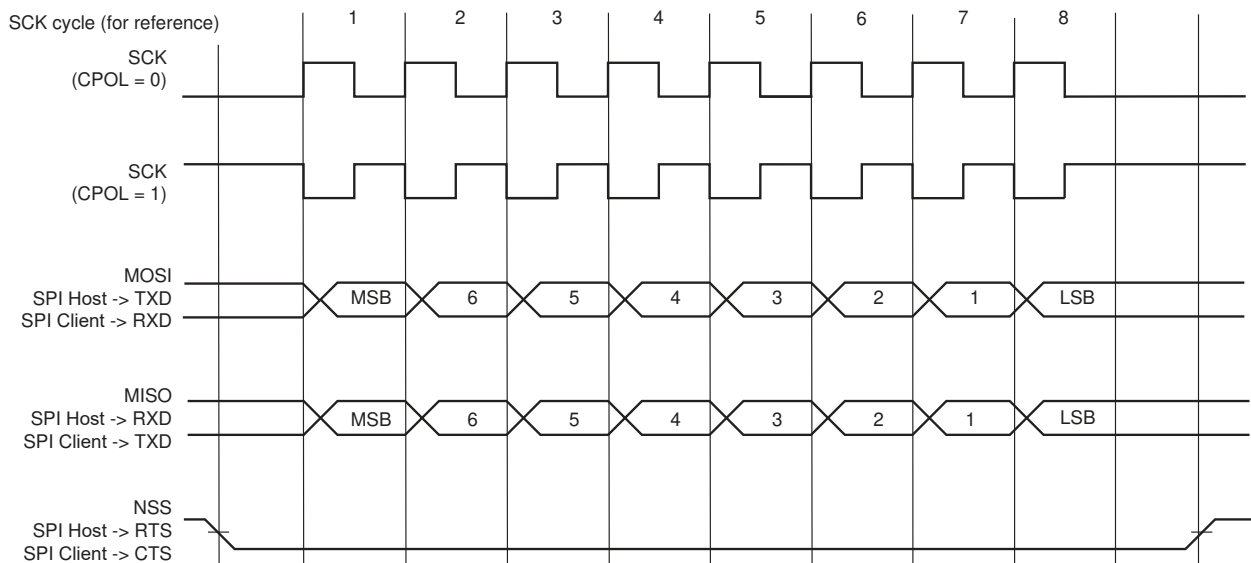 SCK cycle (for reference)
1 2 3 4 5 6 7 8
SCK
(CPOL = 0)
SCK
(CPOL = 1)
MOSI
SPI Host -> TXD
SPI Client -> RXD
MSB 6 5 4 3 2 1 LSB
MISO
SPI Host -> RXD
SPI Client -> TXD
MSB 6 5 4 3 2 1 LSB
NSS
SPI Host -> RTS
SPI Client -> CTS